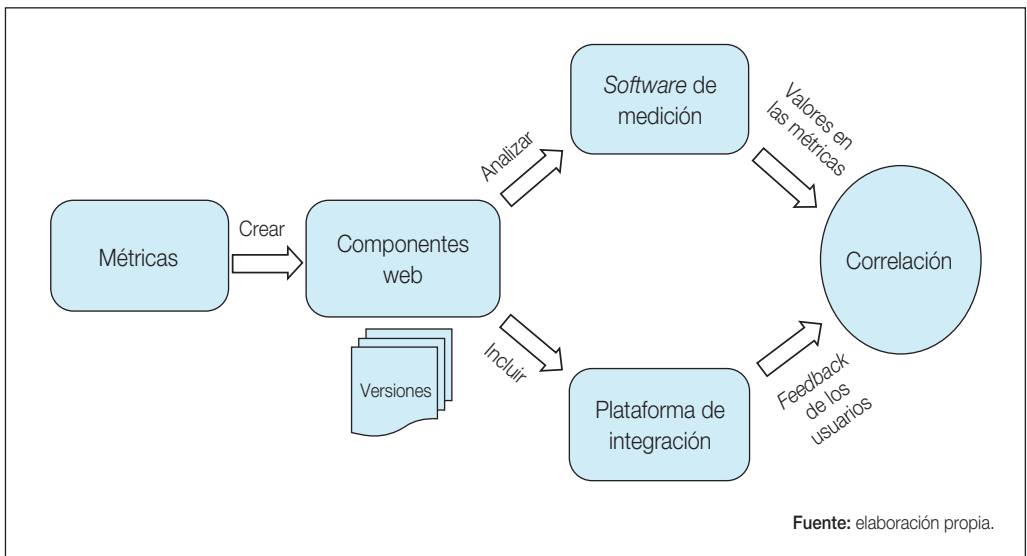 Métricas
Crear
Componentes
web
Versiones
Analizar
Software de
medición
Valores en
las métricas
Incluir
Plataforma de
integración
Feedback
de los
usuarios
Correlación
Fuente: elaboración propia.